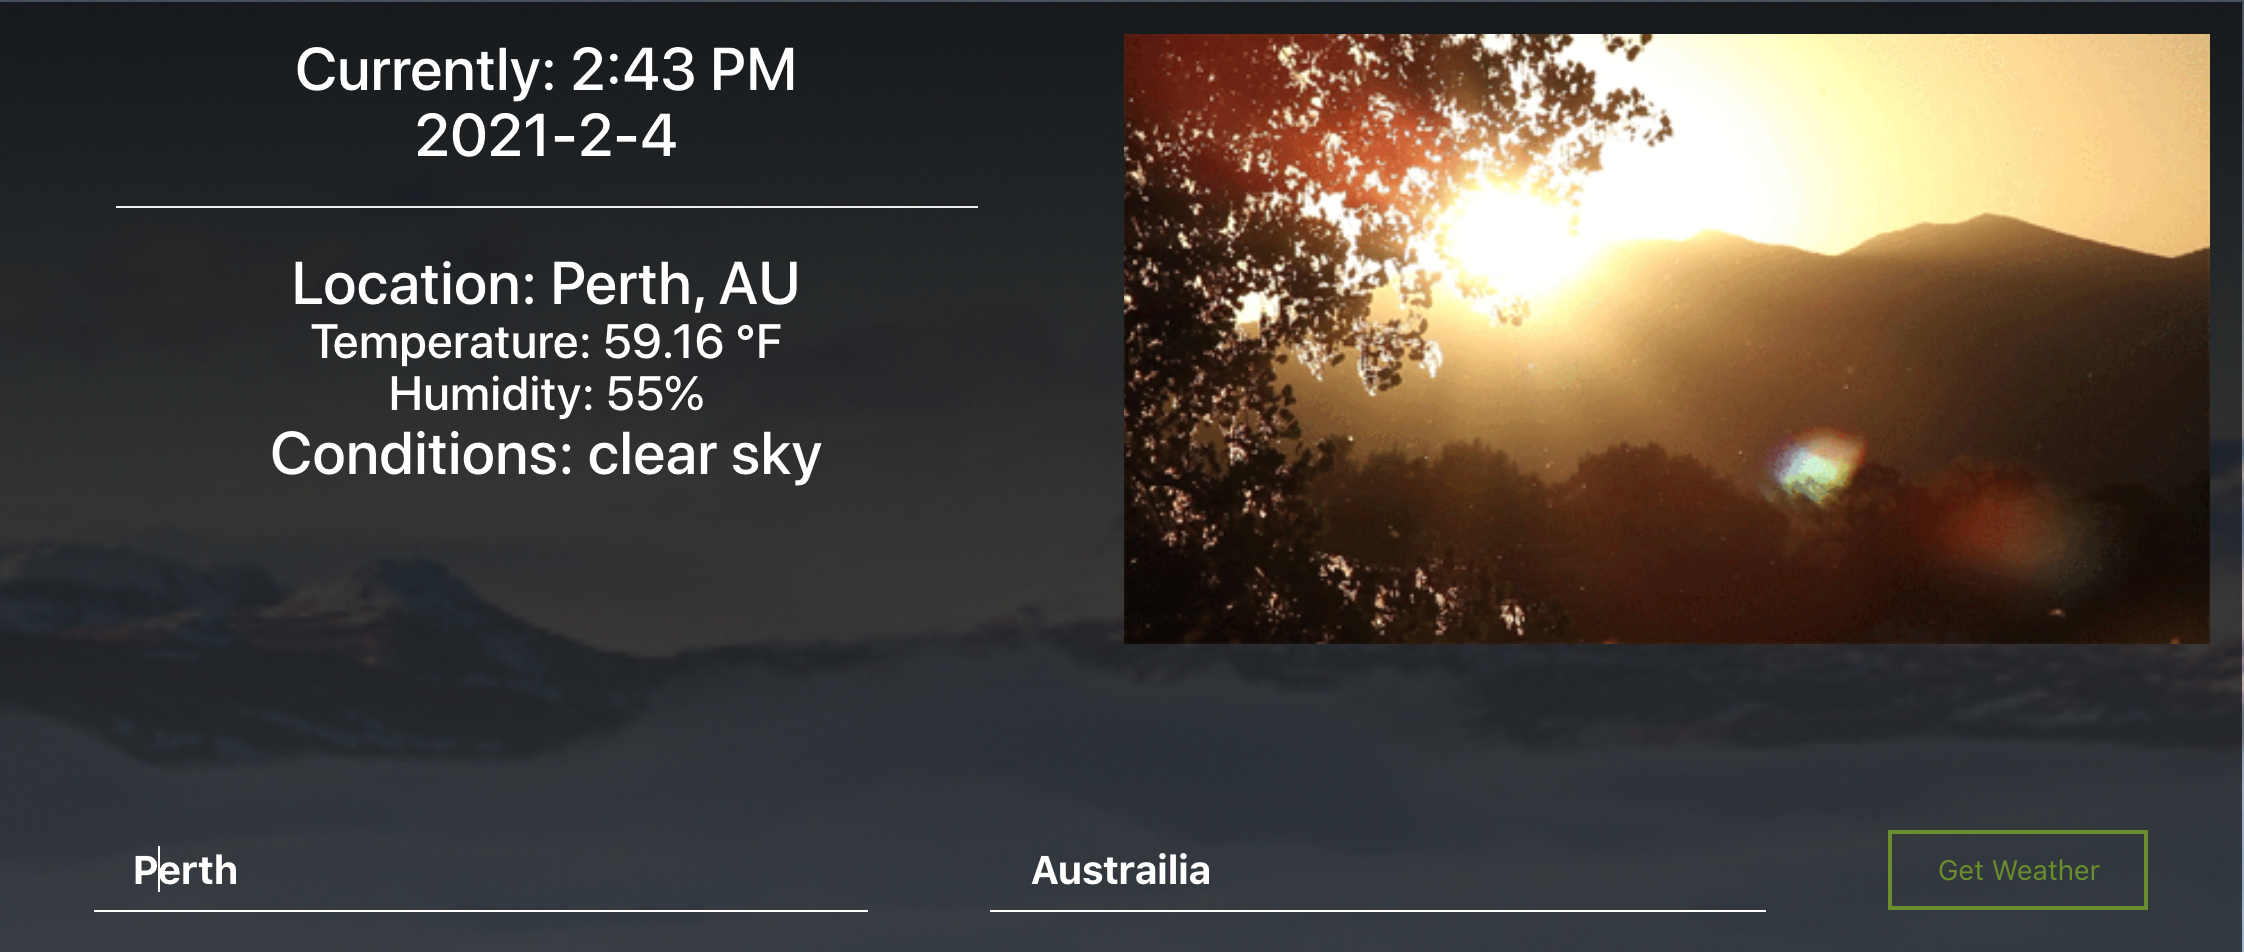 Currently: 2:43 PM
2021-2-4
Location: Perth, AU
Temperature: 59.16 °F
Humidity: 55%
Conditions: clear sky
Perth
Austrailia
Get Weather